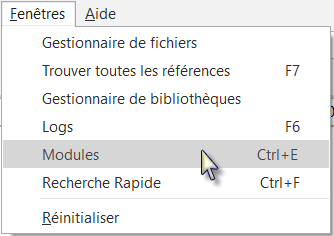 Fenêtres Aide
Gestionnaire de fichiers
Trouver toutes les références F7
Gestionnaire de bibliothèques
Logs F6
Modules Ctrl+E
Recherche Rapide Ctrl+F
Réinitialiser